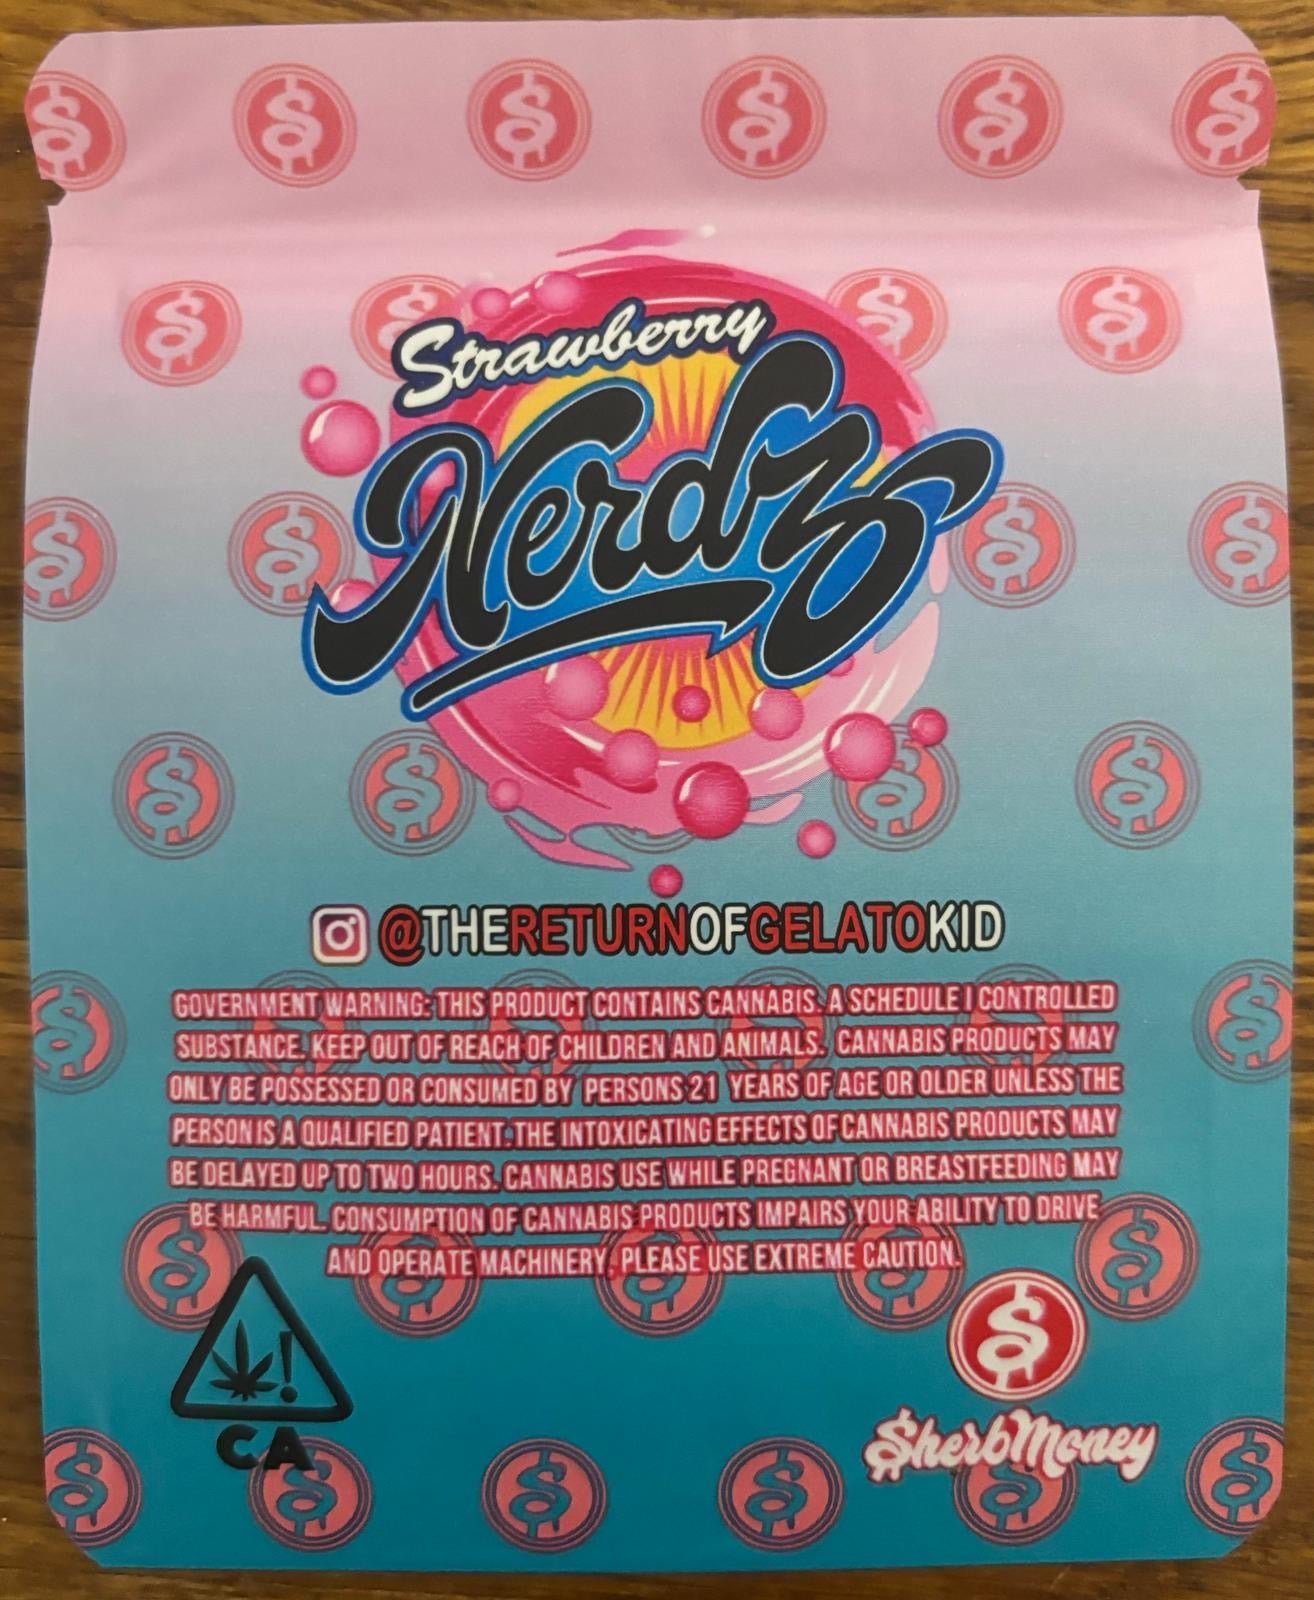 Strawberry
Nerdz
@THERETURNOFGELATOKID
GOVERNMENT WARNING: THIS PRODUCT CONTAINS CANNABIS, A SCHEDULE I CONTROLLED
SUBSTANCE. KEEP OUT OF REACH OF CHILDREN AND ANIMALS. CANNABIS PRODUCTS MAY
ONLY BE POSSESSED OR CONSUMED BY PERSONS 21 YEARS OF AGE OR OLDER UNLESS THE
PERSON IS A QUALIFIED PATIENT. THE INTOXICATING EFFECTS OF CANNABIS PRODUCTS MAY
BE DELAYED UP TO TWO HOURS. CANNABIS USE WHILE PREGNANT OR BREASTFEEDING MAY
BE HARMFUL. CONSUMPTION OF CANNABIS PRODUCTS IMPAIRS YOUR ABILITY TO DRIVE
AND OPERATE MACHINERY. PLEASE USE EXTREME CAUTION.
!
CA
$herbMoney